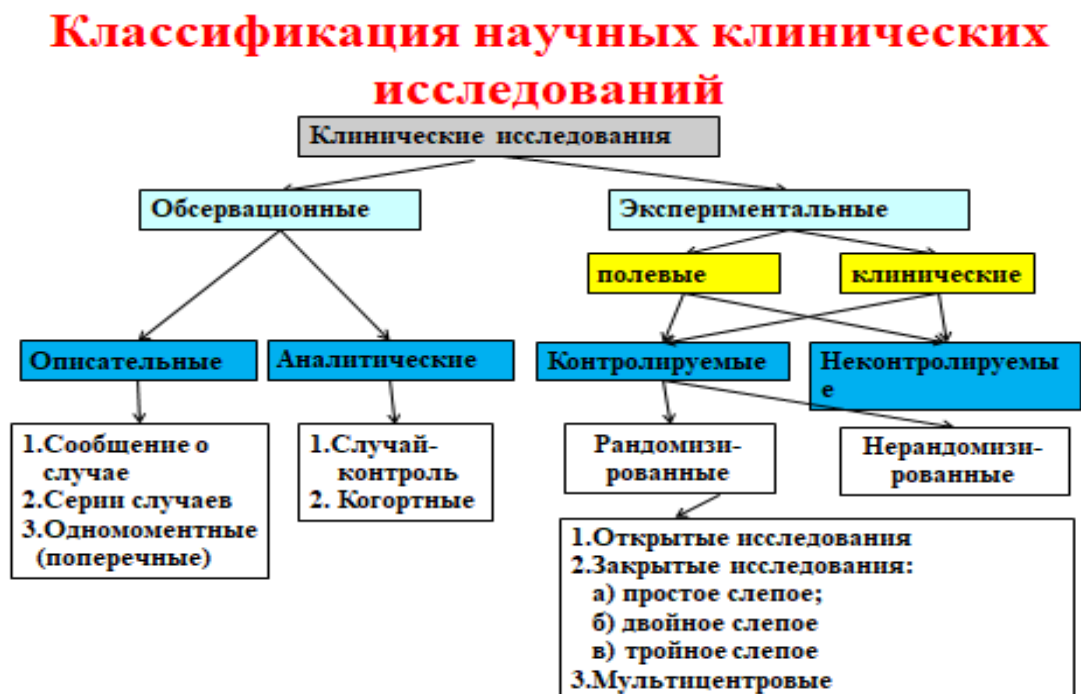 Классификация научных клинических
исследований
Клинические исследования
Обсервационные
Экспериментальные
полевые
клинические
Описательные
Аналитические
Контролируемые
Неконтролируемы
е
1.Сообщение о
случае
2.Серии случаев
3.Одномоментные
(поперечные)
1.Случай-
контроль
2. Когортные
Рандомизи-
рованные
Нерандомизи-
рованные
1.Открытые исследования
2.Закрытые исследования:
а) простое слепое;
б) двойное слепое
в) тройное слепое
3.Мультицентровые